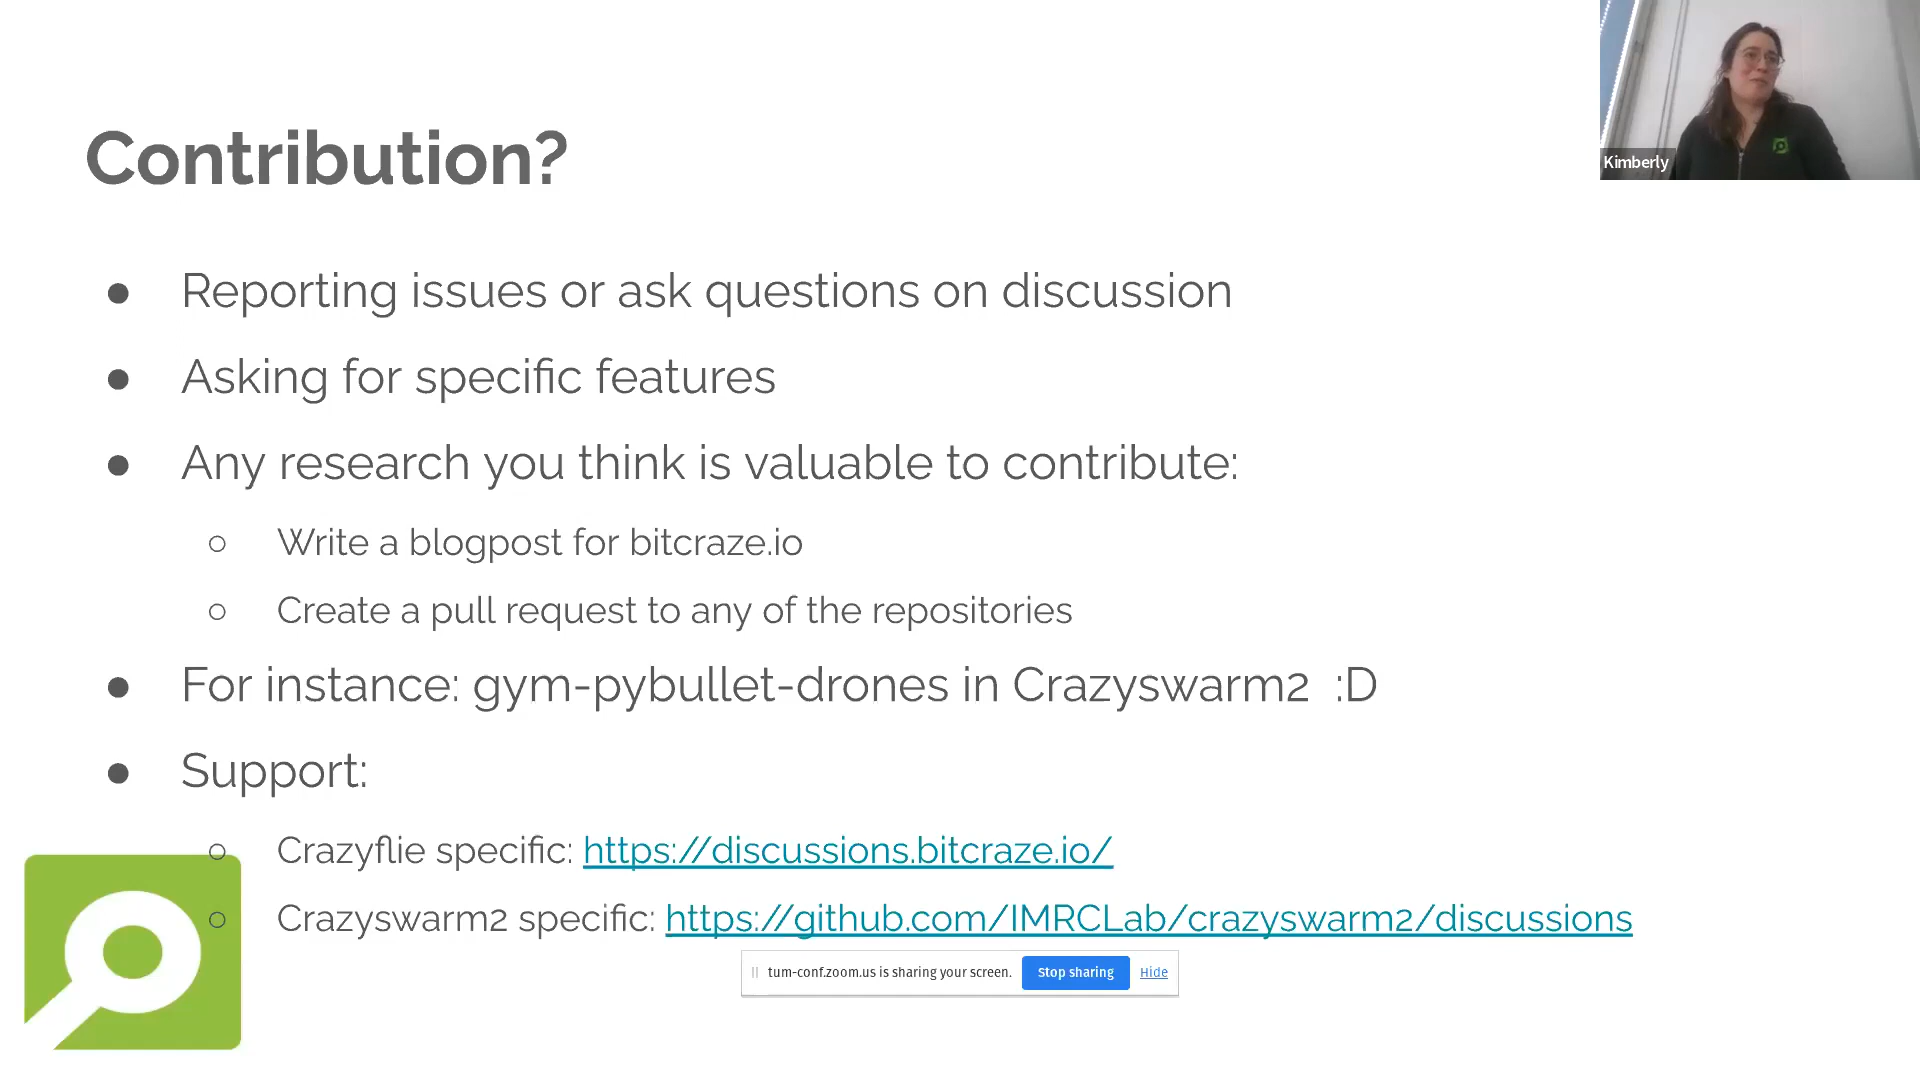 Contribution?
Kimberly
● Reporting issues or ask questions on discussion
● Asking for specific features
● Any research you think is valuable to contribute:
○ Write a blogpost for bitcraze.io
○ Create a pull request to any of the repositories
● For instance: gym-pybullet-drones in Crazyswarm2 :D
● Support:
○ Crazyflie specific: https://discussions.bitcraze.io/
○ Crazyswarm2 specific: https://github.com/IMRCLab/crazyswarm2/discussions
tum-conf.zoom.us is sharing your screen. Stop sharing Hide